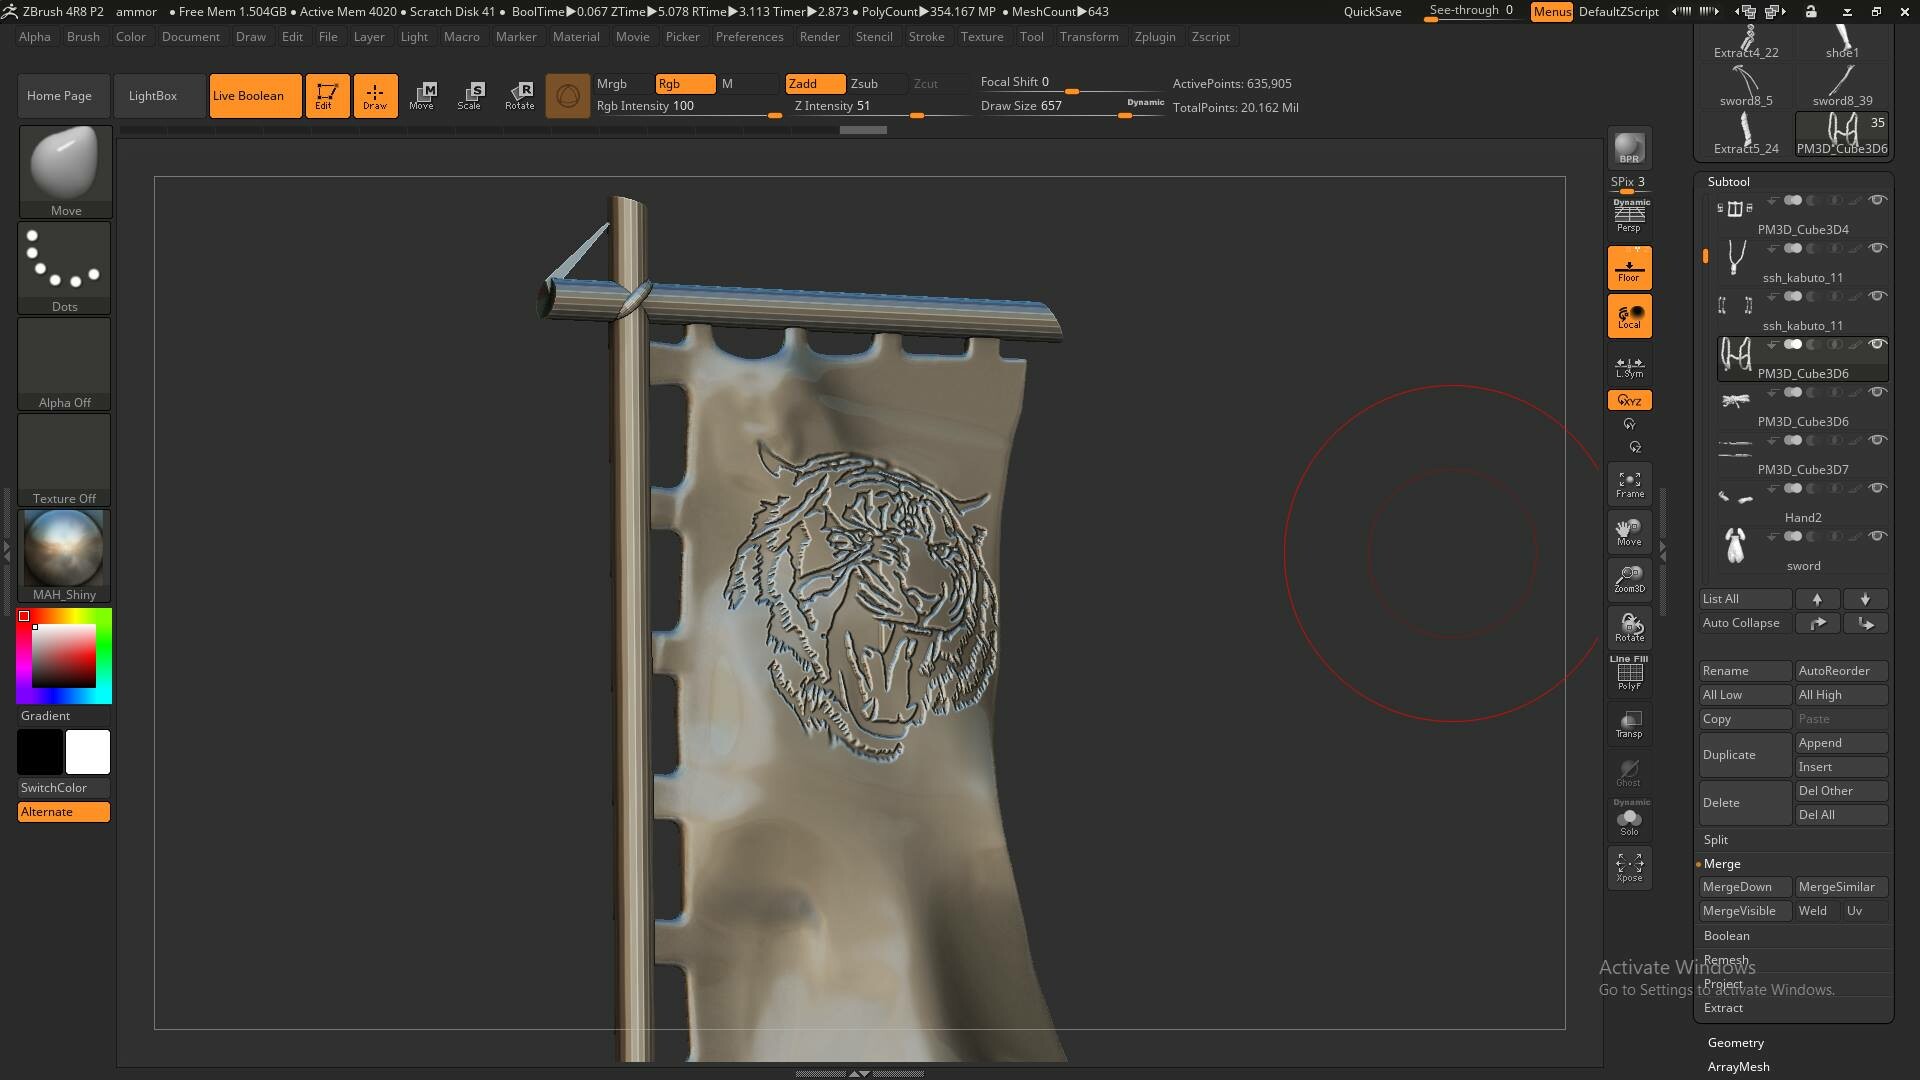 ZBrush 4R8 P2 ammor • Free Mem 1.504GB • Active Mem 4020 • Scratch Disk 41 • BoolTime▶0.067 ZTime▶5.078 RTime▶3.113 Timer▶2.873 • PolyCount▶354.167 MP • MeshCount▶643 QuickSave See-through 0 Menus DefaultZScript
Alpha Brush Color Document Draw Edit File Layer Light Macro Marker Material Movie Picker Preferences Render Stencil Stroke Texture Tool Transform Zplugin Zscript
Home Page LightBox Live Boolean Edit Draw Move Scale Rotate
M S R
Mrgb Rgb M Zadd Zsub Zcut Focal Shift 0 ActivePoints: 635,905
Rgb Intensity 100 Z Intensity 51 Draw Size 657 Dynamic TotalPoints: 20.162 Mil
Move
Dots
Alpha Off
Texture Off
MAH_Shiny
Gradient
SwitchColor
Alternate
BPR
SPix 3
Dynamic
Persp
Floor
Local
L.Sym
XYZ
Y
Z
Frame
Move
Zoom3D
Rotate
Line Fill
PolyF
Transp
Ghost
Dynamic
Solo
Xpose
Extract4_22 shoe1
sword8_5 sword8_39
35
Extract5_24 PM3D_Cube3D6
Subtool
PM3D_Cube3D4
ssh_kabuto_11
ssh_kabuto_11
PM3D_Cube3D6
PM3D_Cube3D6
PM3D_Cube3D7
Hand2
sword
List All
Auto Collapse
Rename AutoReorder
All Low All High
Copy Paste
Duplicate Append
Insert
Delete Del Other
Del All
Split
Merge
MergeDown MergeSimilar
MergeVisible Weld Uv
Boolean
Remesh
Project
Extract
Geometry
ArrayMesh
Activate Windows
Go to Settings to activate Windows.